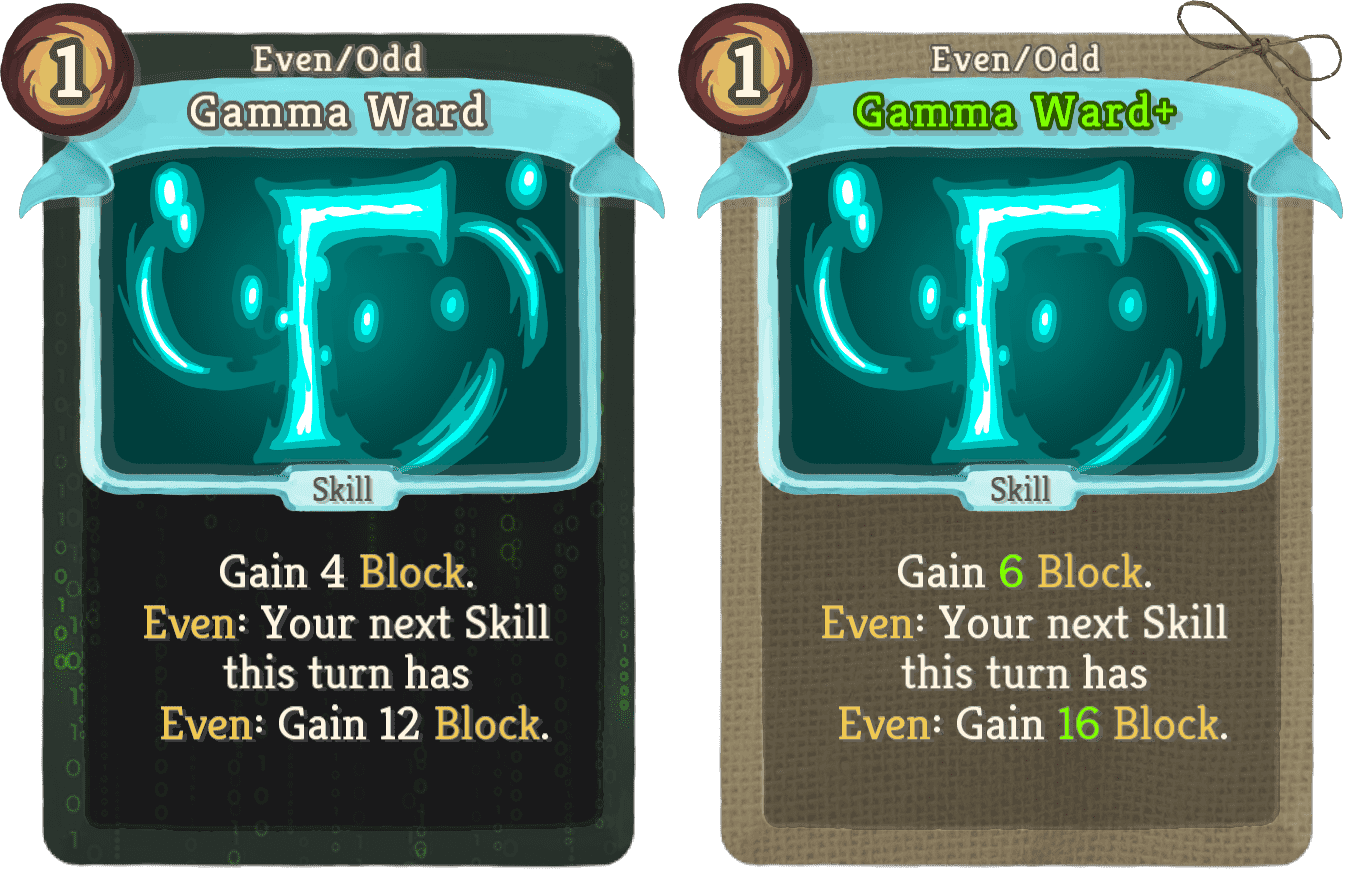 1
Even/Odd
Gamma Ward
Skill
Gain 4 Block.
Even: Your next Skill
this turn has
Even: Gain 12 Block.
1
Even/Odd
Gamma Ward+
Skill
Gain 6 Block.
Even: Your next Skill
this turn has
Even: Gain 16 Block.